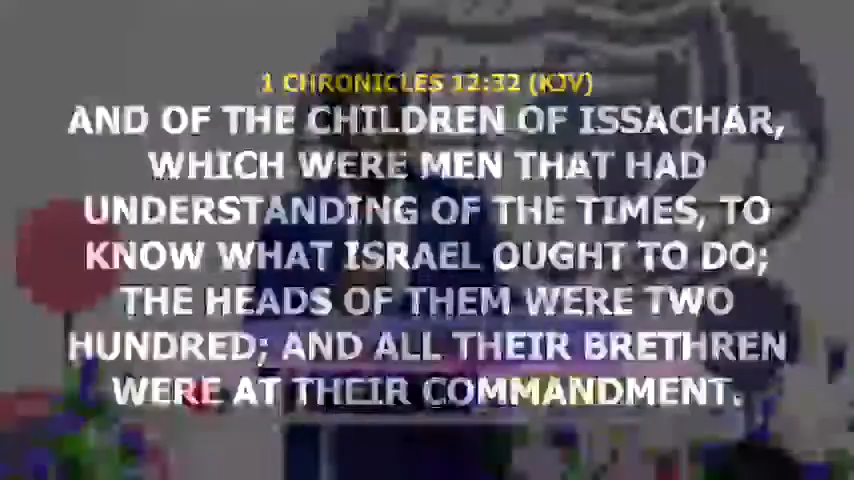 1 CHRONICLES 12:32 (KJV)
AND OF THE CHILDREN OF ISSACHAR,
WHICH WERE MEN THAT HAD
UNDERSTANDING OF THE TIMES, TO
KNOW WHAT ISRAEL OUGHT TO DO;
THE HEADS OF THEM WERE TWO
HUNDRED; AND ALL THEIR BRETHREN
WERE AT THEIR COMMANDMENT.